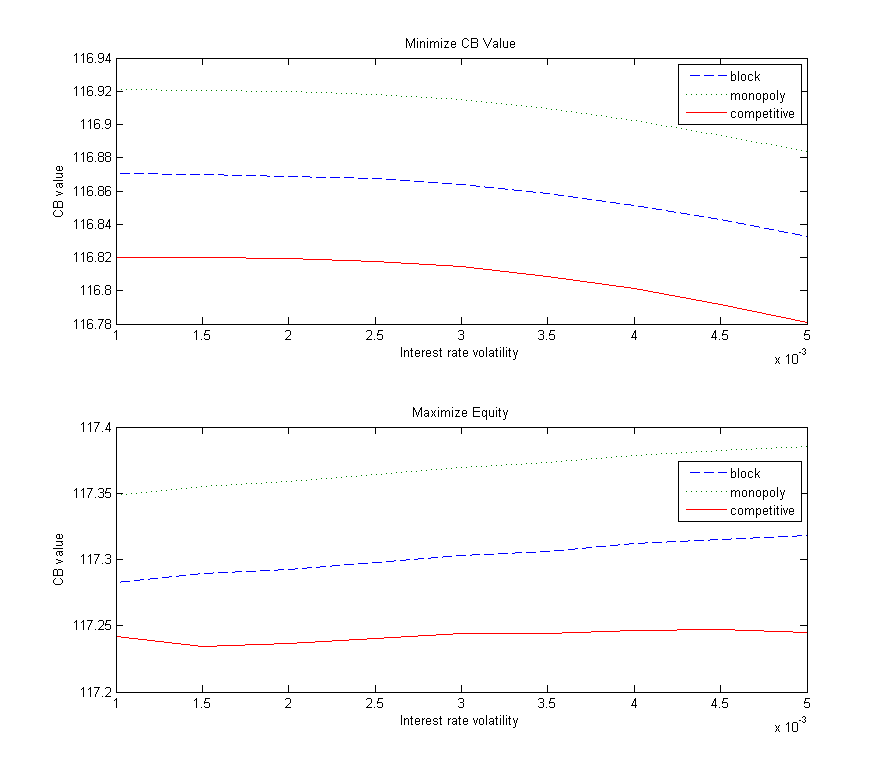 Minimize CB Value
116.94
116.92
116.9
116.88
116.86
116.84
116.82
116.8
116.78
CB value
block
monopoly
competitive
1 1.5 2 2.5 3 3.5 4 4.5 5
Interest rate volatility
x 10-3
Maximize Equity
117.4
117.35
117.3
117.25
117.2
CB value
block
monopoly
competitive
1 1.5 2 2.5 3 3.5 4 4.5 5
Interest rate volatility
x 10-3